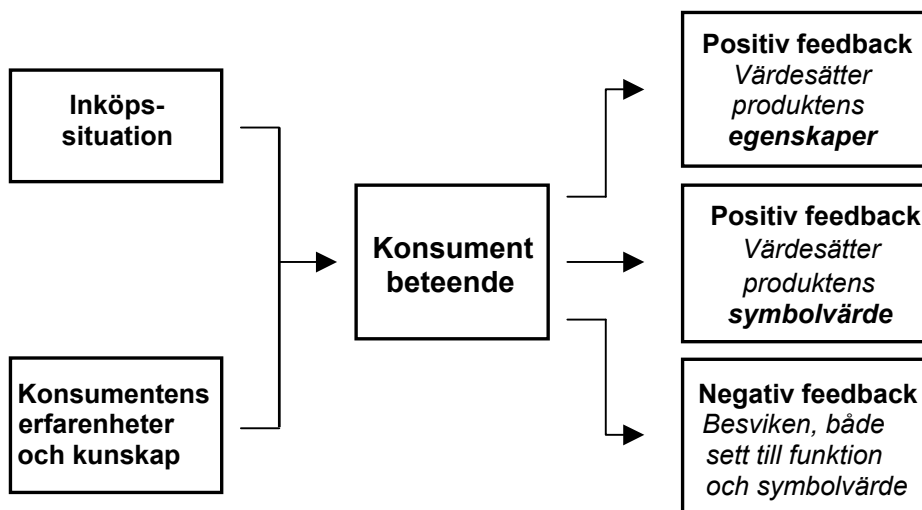 Inköps-
situation
Konsumentens
erfarenheter
och kunskap
Konsument
beteende
Positiv feedback
Värdesätter
produktens
egenskaper
Positiv feedback
Värdesätter
produktens
symbolvärde
Negativ feedback
Besviken, både
sett till funktion
och symbolvärde